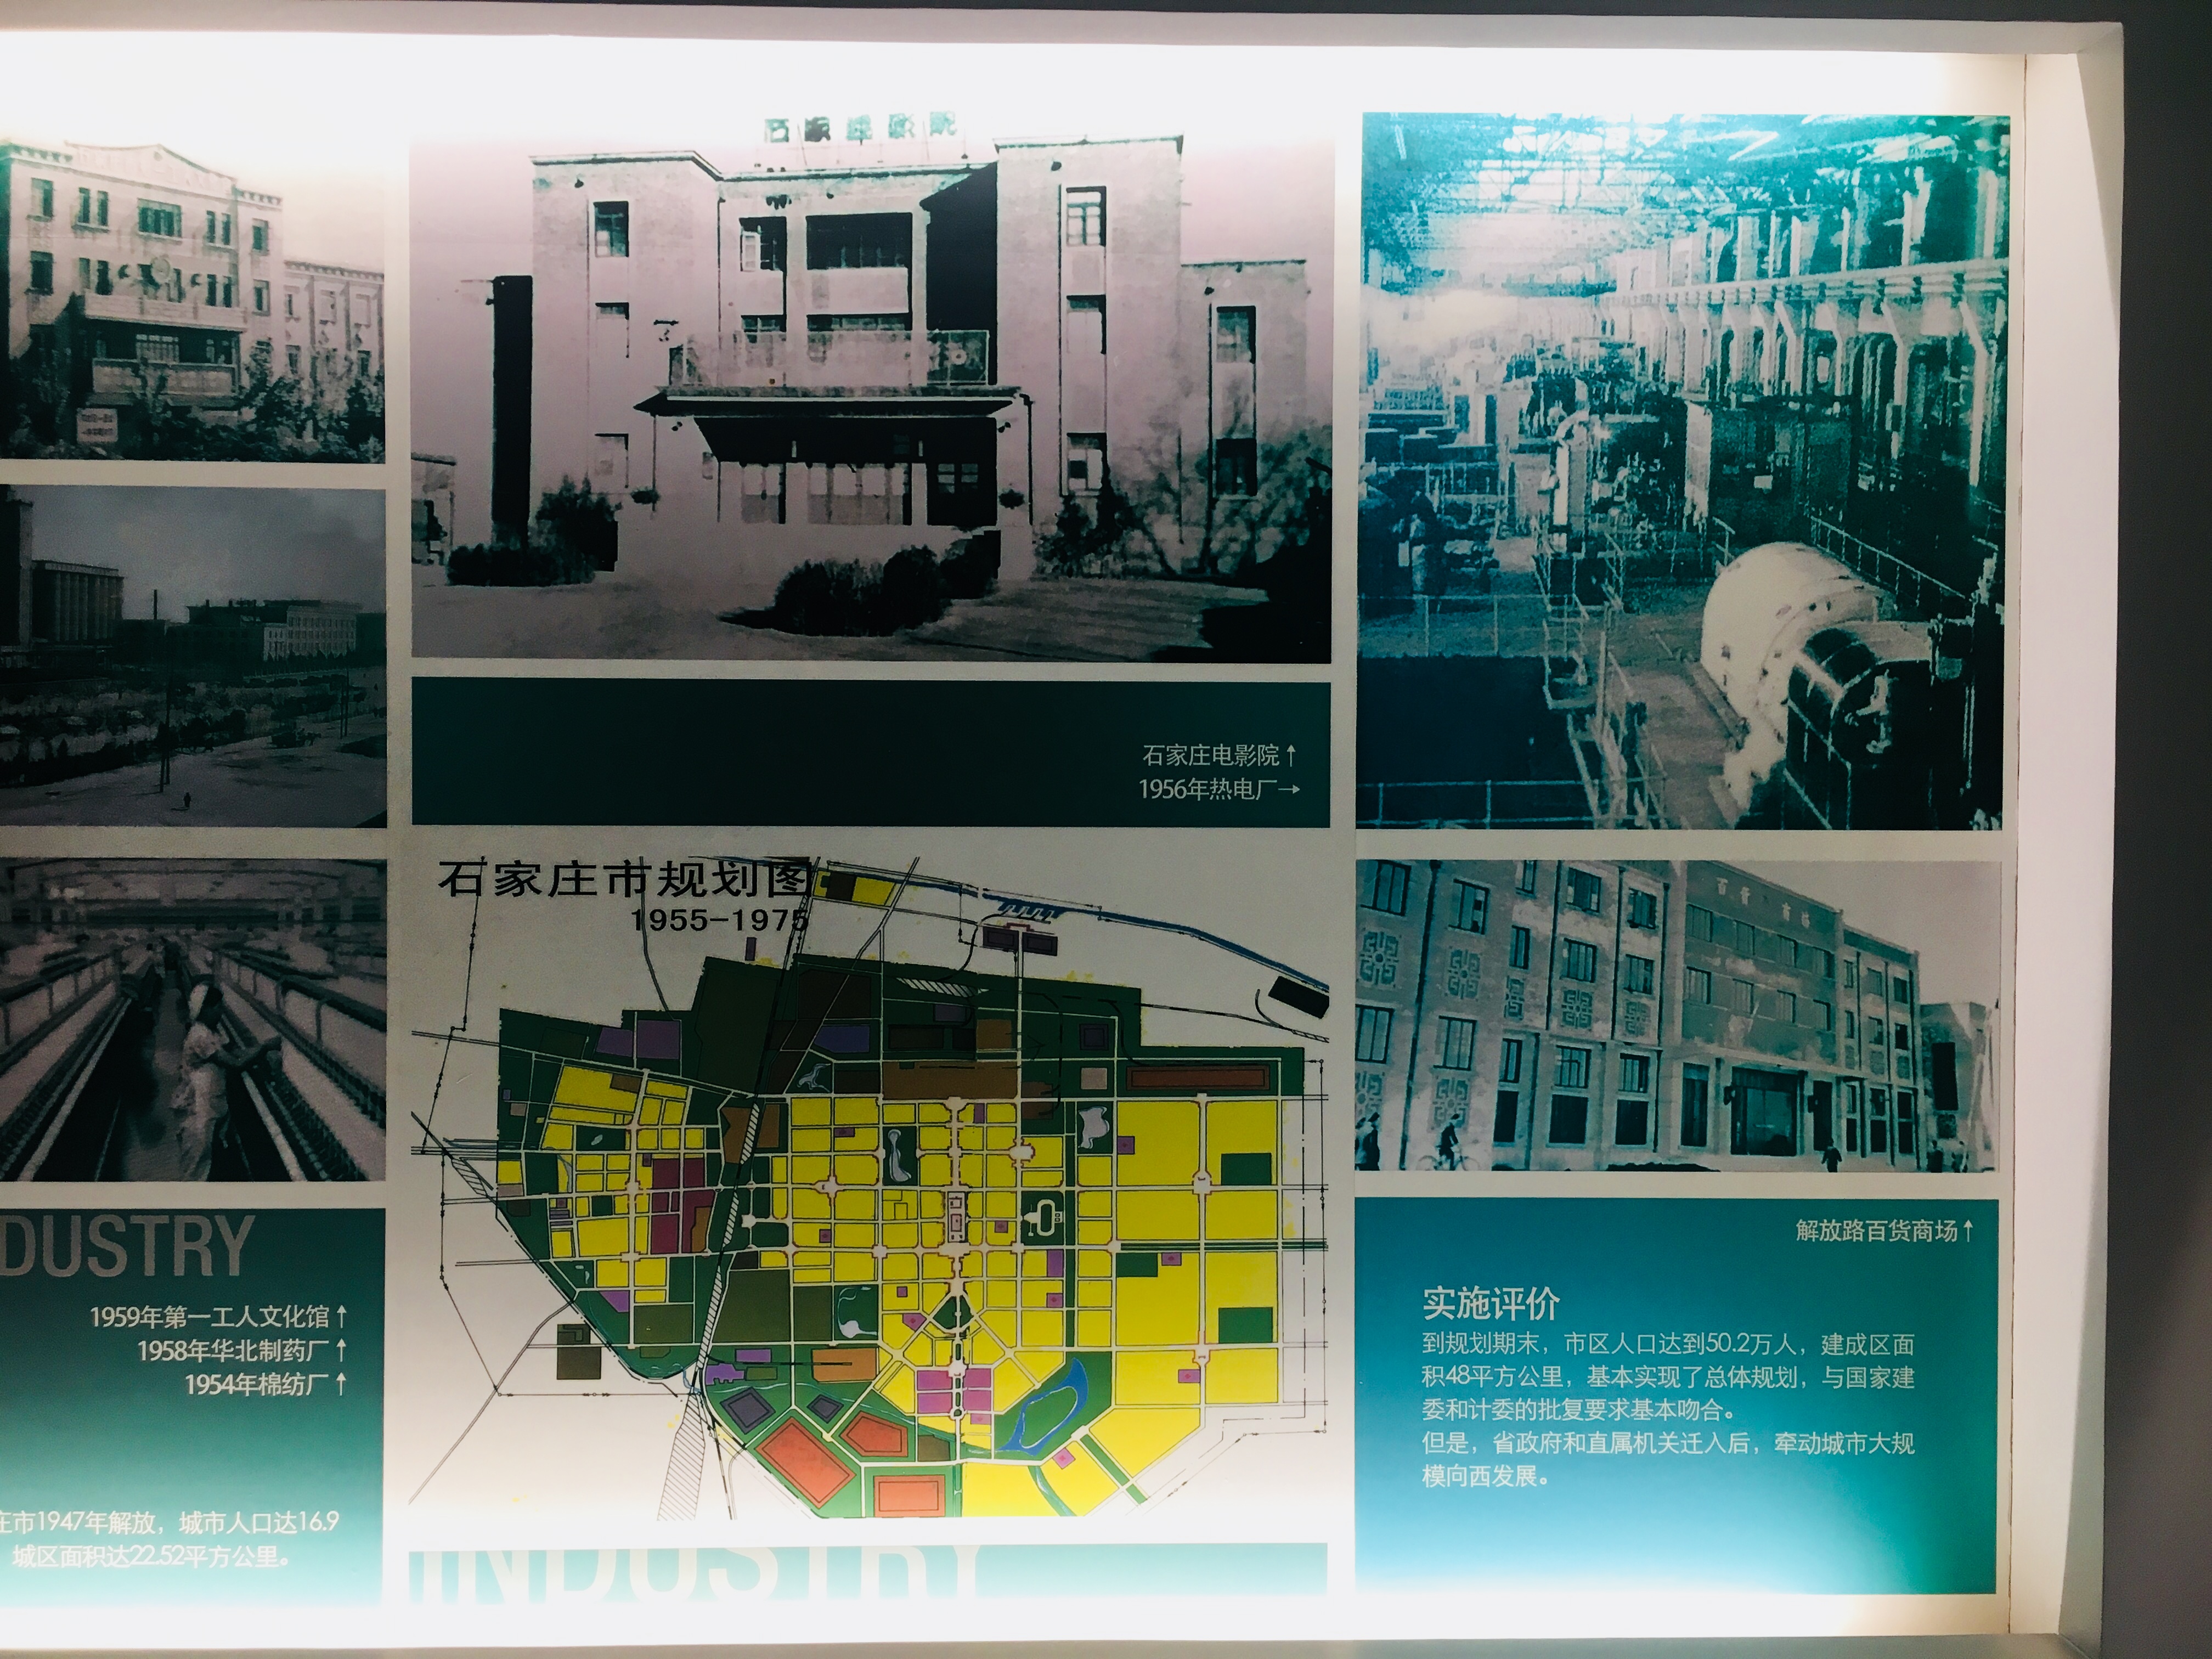 石家庄电影院↑
1956年热电厂→
石家庄市规划图
1955-1975
DUSTRY
1959年第一工人文化馆↑
1958年华北制药厂↑
1954年棉纺厂↑
庄市1947年解放，城市人口达16.9
城区面积达22.52平方公里。
INDUSTRY
解放路百货商场↑
实施评价
到规划期末，市区人口达到50.2万人，建成区面
积48平方公里，基本实现了总体规划，与国家建
委和计委的批复要求基本吻合。
但是，省政府和直属机关迁入后，牵动城市大规
模向西发展。